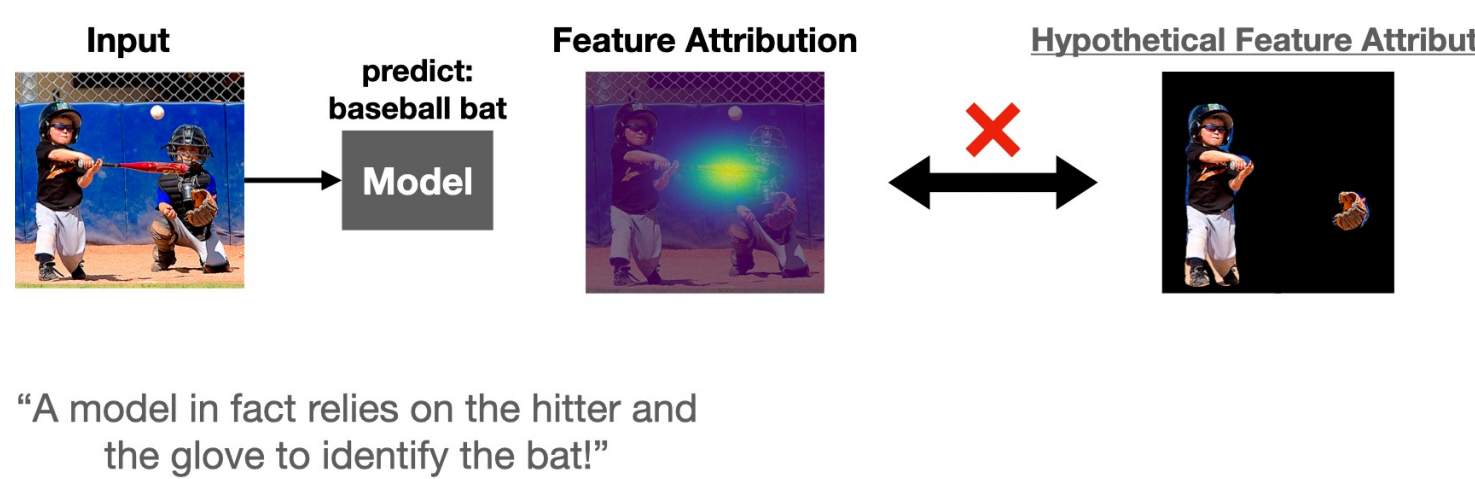 Input
predict:
baseball bat
Model
Feature Attribution
Hypothetical Feature Attribut
“A model in fact relies on the hitter and
the glove to identify the bat!”